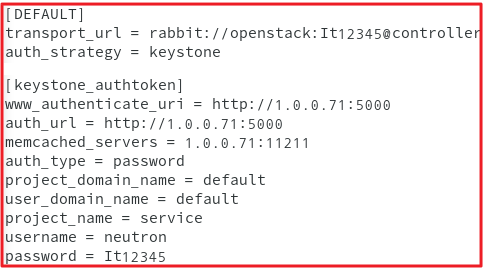 [DEFAULT]
transport_url = rabbit://openstack:It12345@controller
auth_strategy = keystone
[keystone_authtoken]
www_authenticate_uri = http://1.0.0.71:5000
auth_url = http://1.0.0.71:5000
memcached_servers = 1.0.0.71:11211
auth_type = password
project_domain_name = default
user_domain_name = default
project_name = service
username = neutron
password = It12345